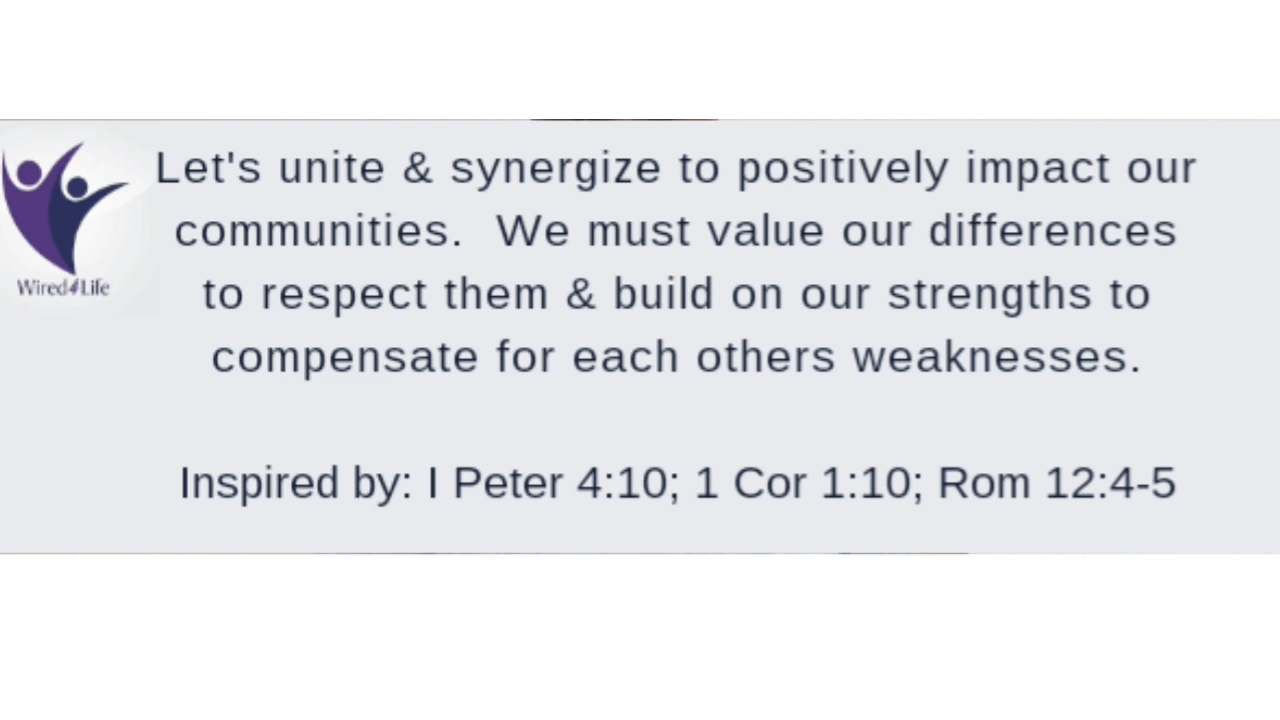 Let's unite & synergize to positively impact our
communities.  We must value our differences
to respect them & build on our strengths to
compensate for each others weaknesses.
Wired4Life
Inspired by: I Peter 4:10; 1 Cor 1:10; Rom 12:4-5